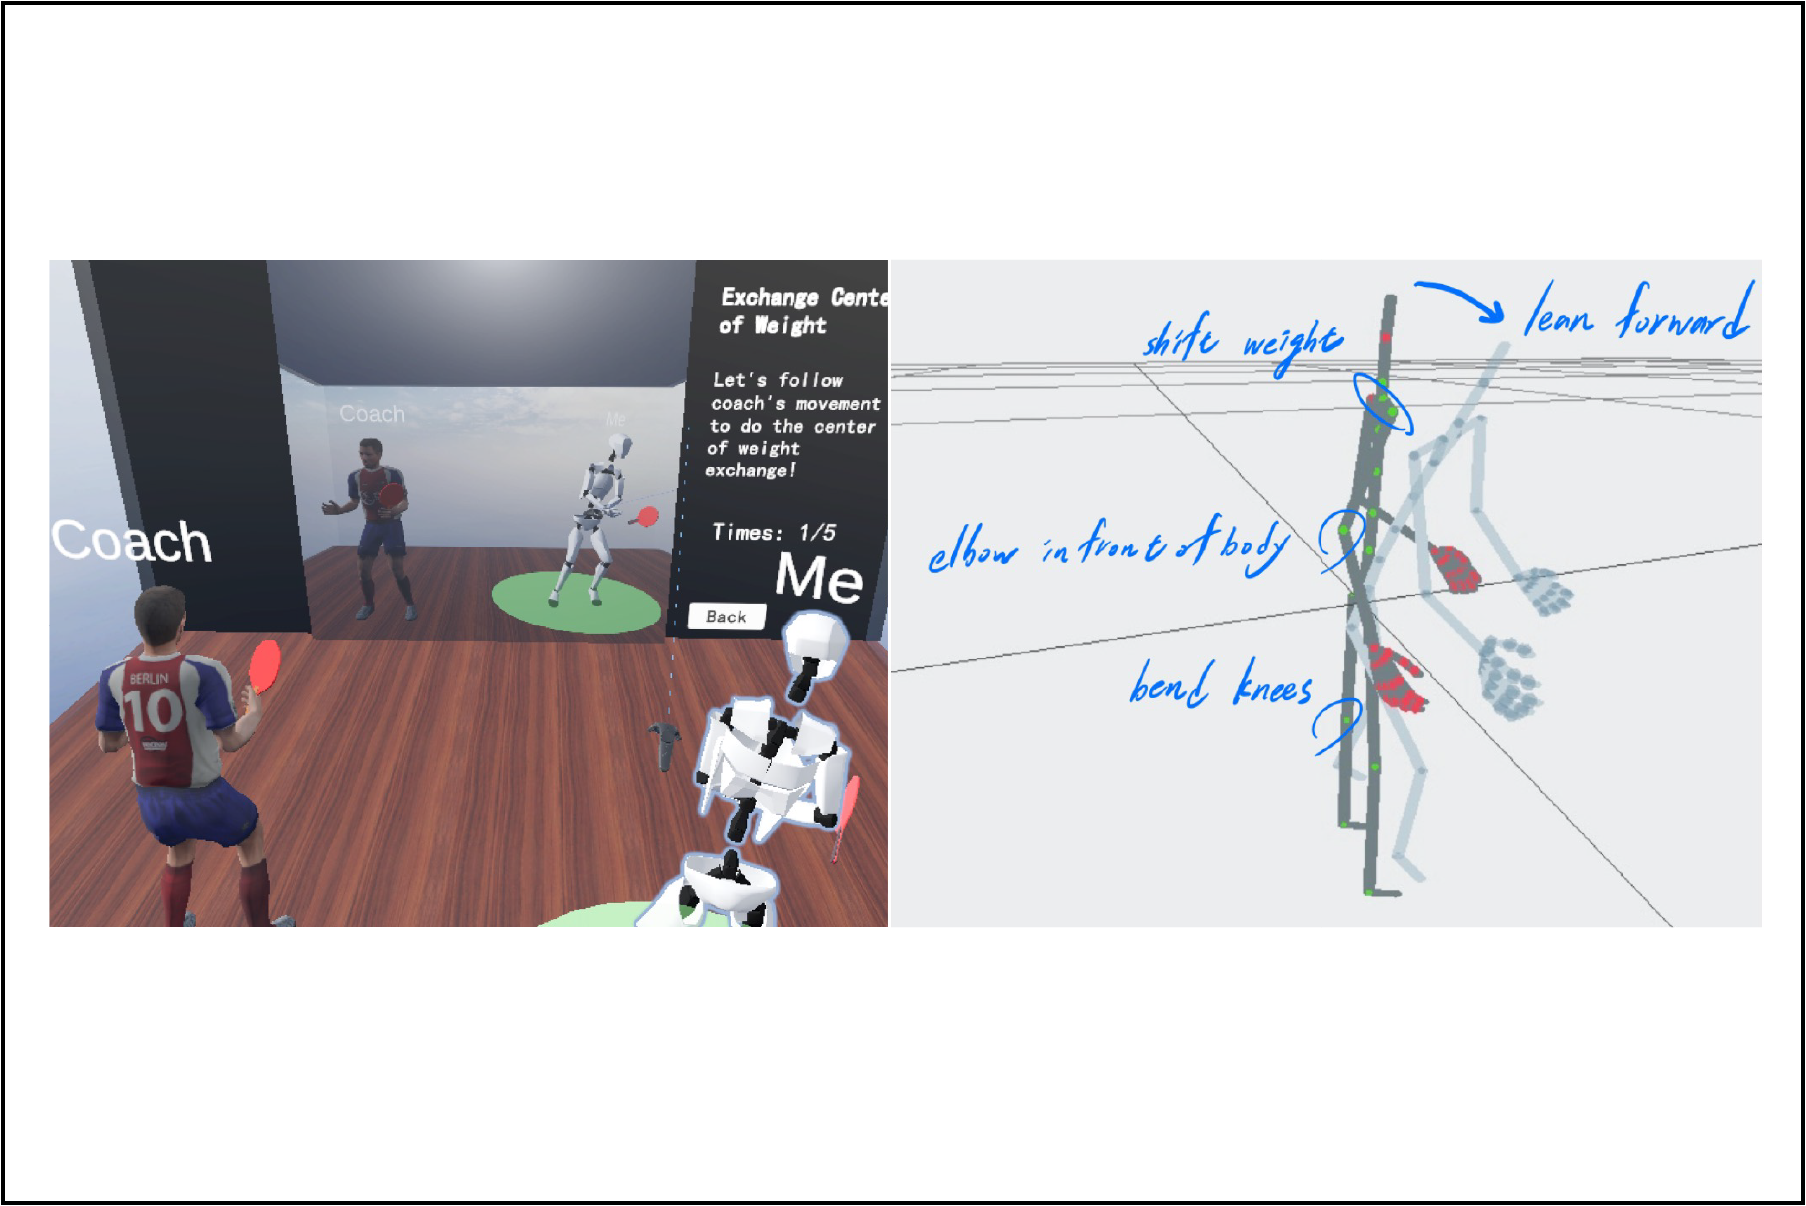 Exchange Cente
of Weight
Let's follow
coach's movement
to do the center
of weight
exchange!
Times: 1/5
Back
Coach
Me
Coach
Me
BERLIN
10
shift weight
lean forward
elbow in front of body
bend knees